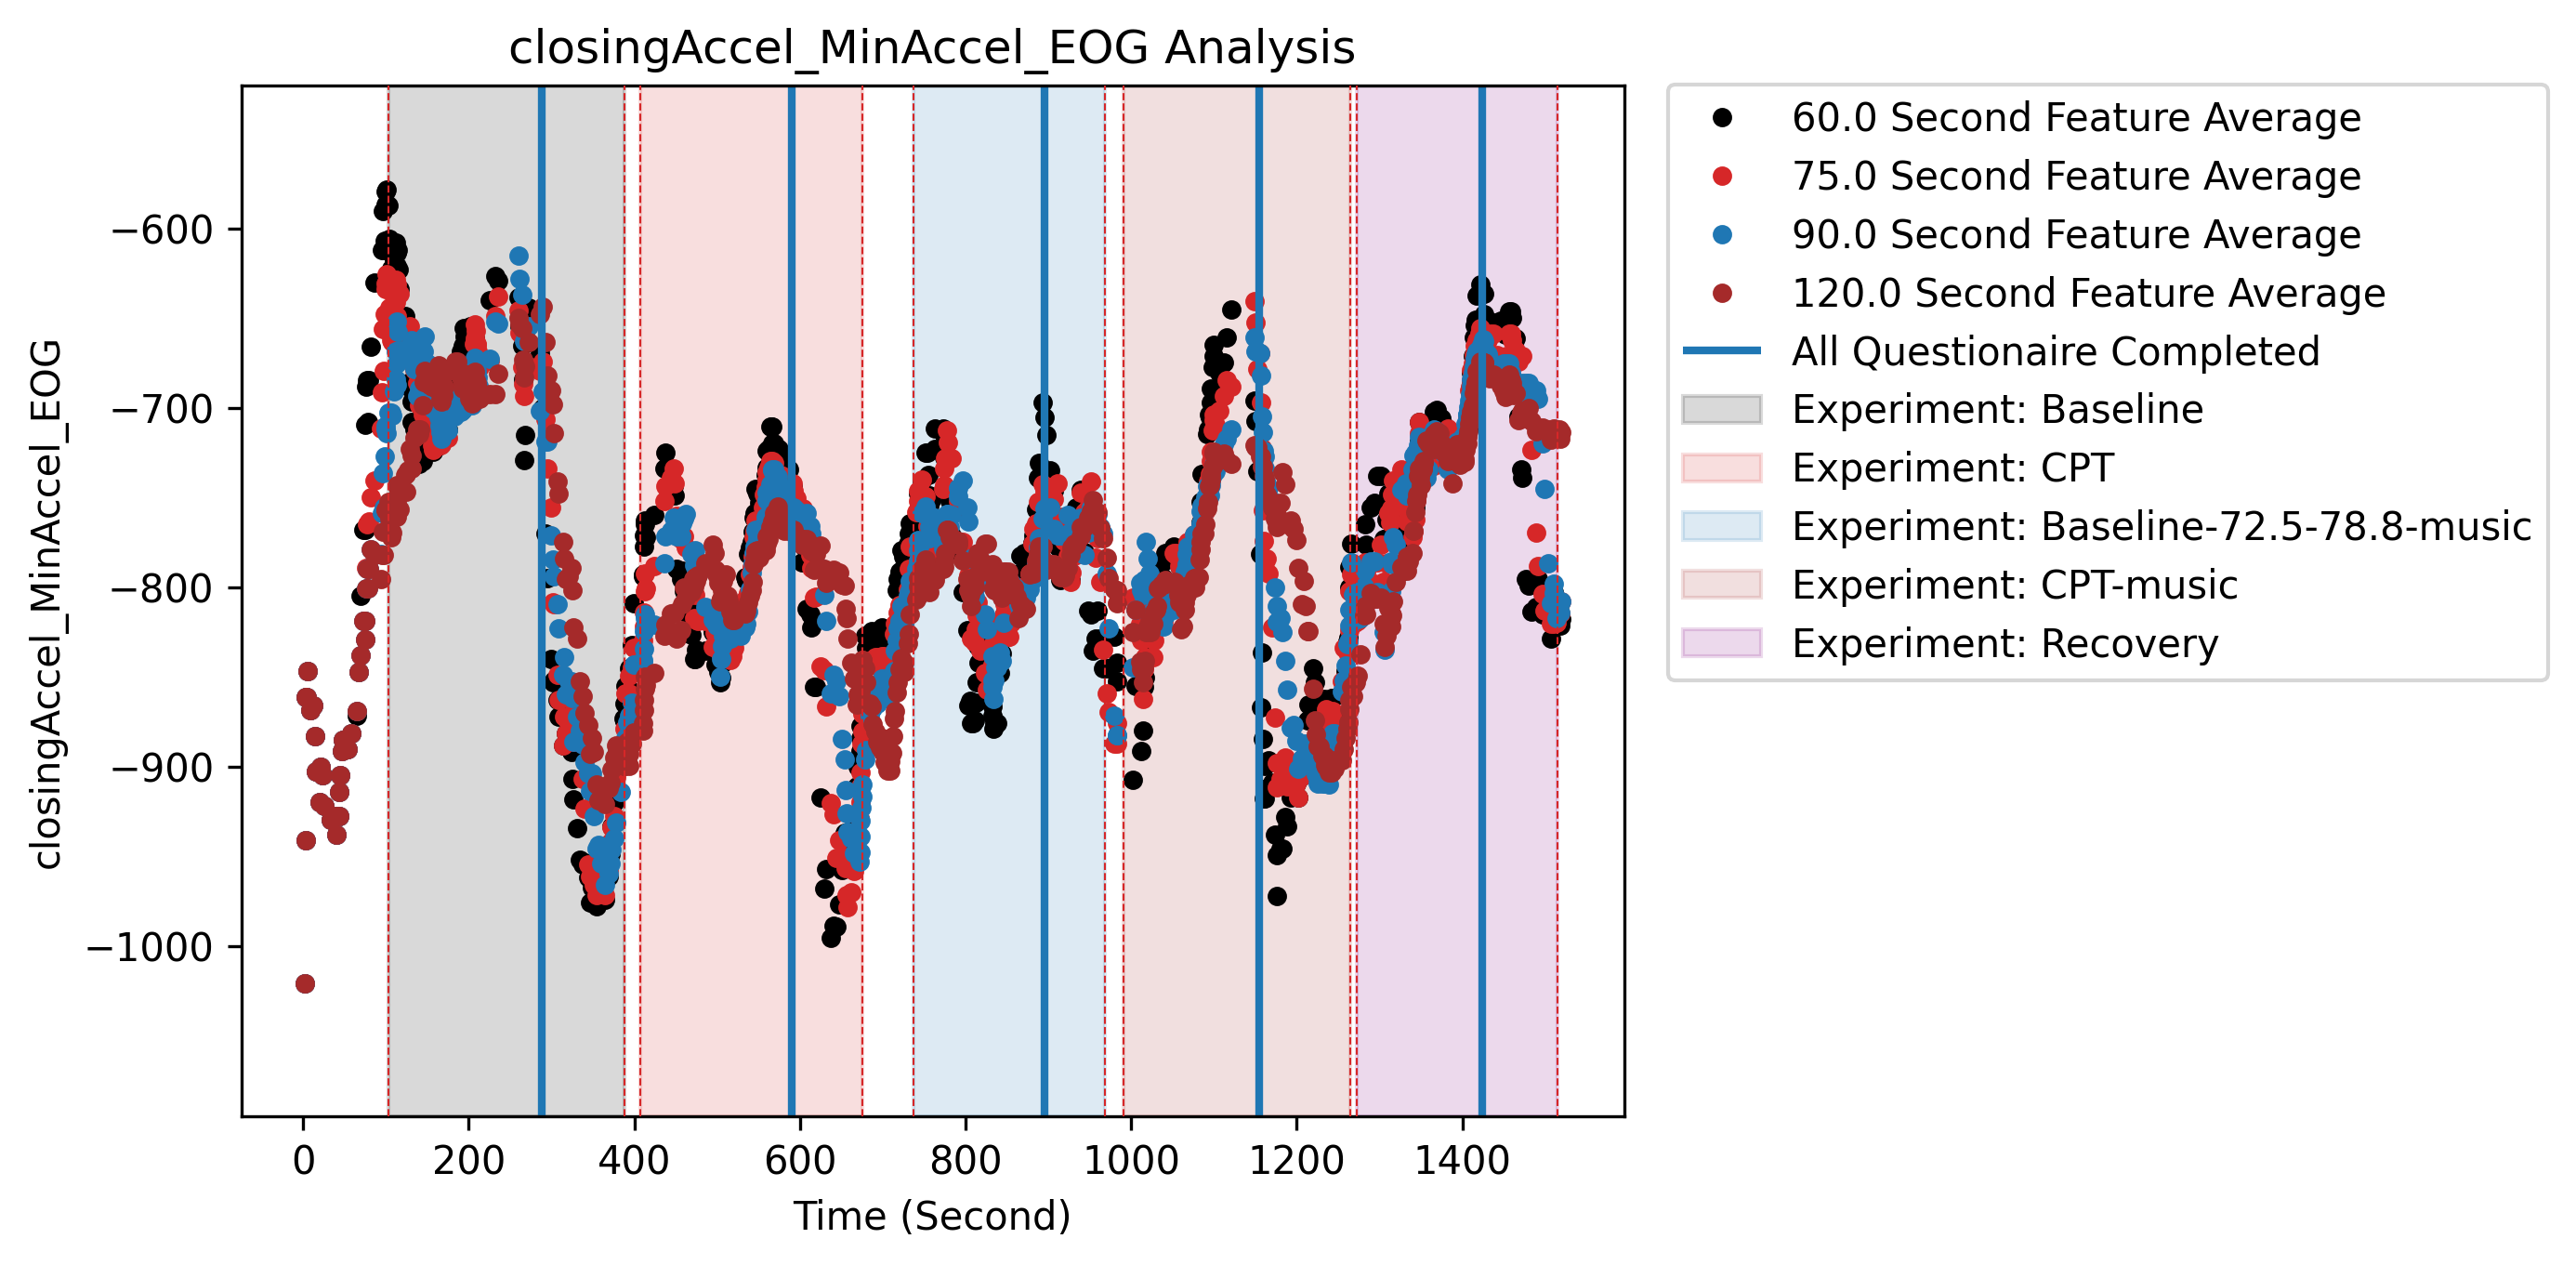 closingAccel_MinAccel_EOG Analysis
closingAccel_MinAccel_EOG
−600
−700
−800
−900
−1000
0 200 400 600 800 1000 1200 1400
Time (Second)
60.0 Second Feature Average
75.0 Second Feature Average
90.0 Second Feature Average
120.0 Second Feature Average
All Questionaire Completed
Experiment: Baseline
Experiment: CPT
Experiment: Baseline-72.5-78.8-music
Experiment: CPT-music
Experiment: Recovery